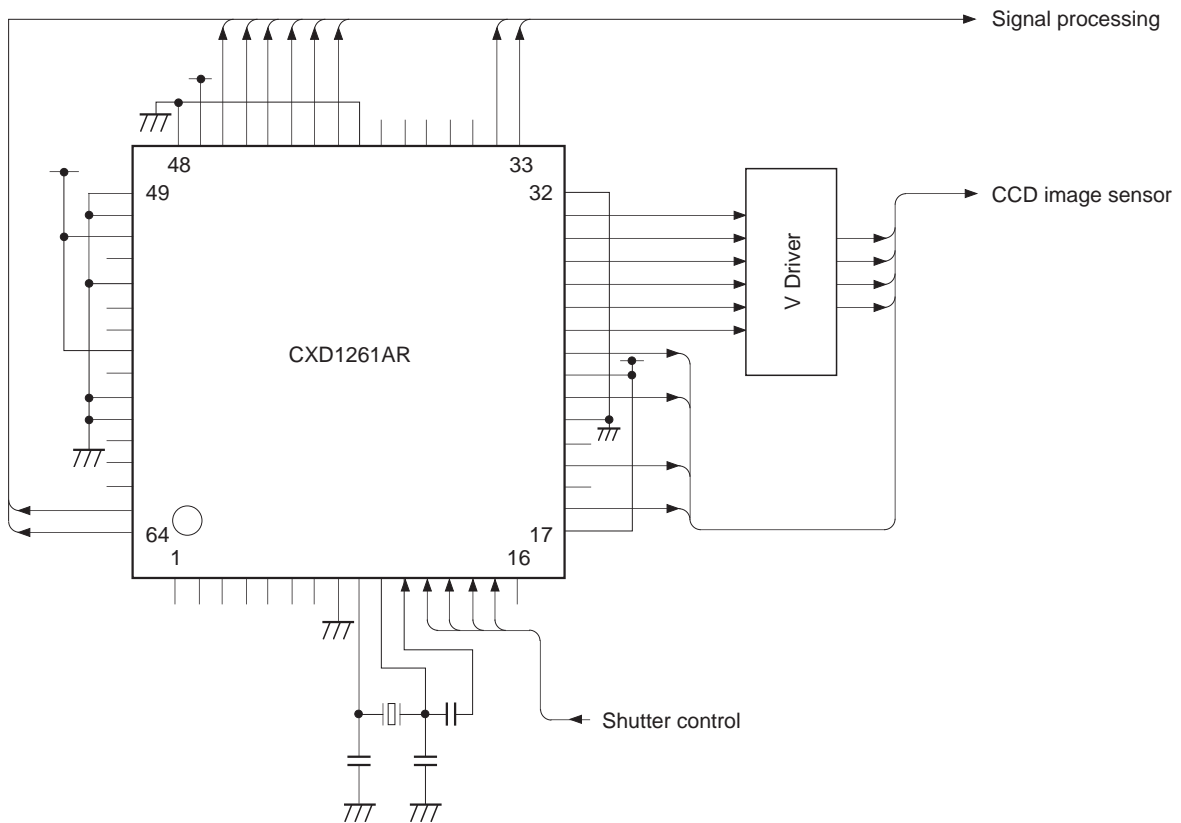 Signal processing
48
33
49
32
CCD image sensor
V Driver
CXD1261AR
64
17
1
16
Shutter control